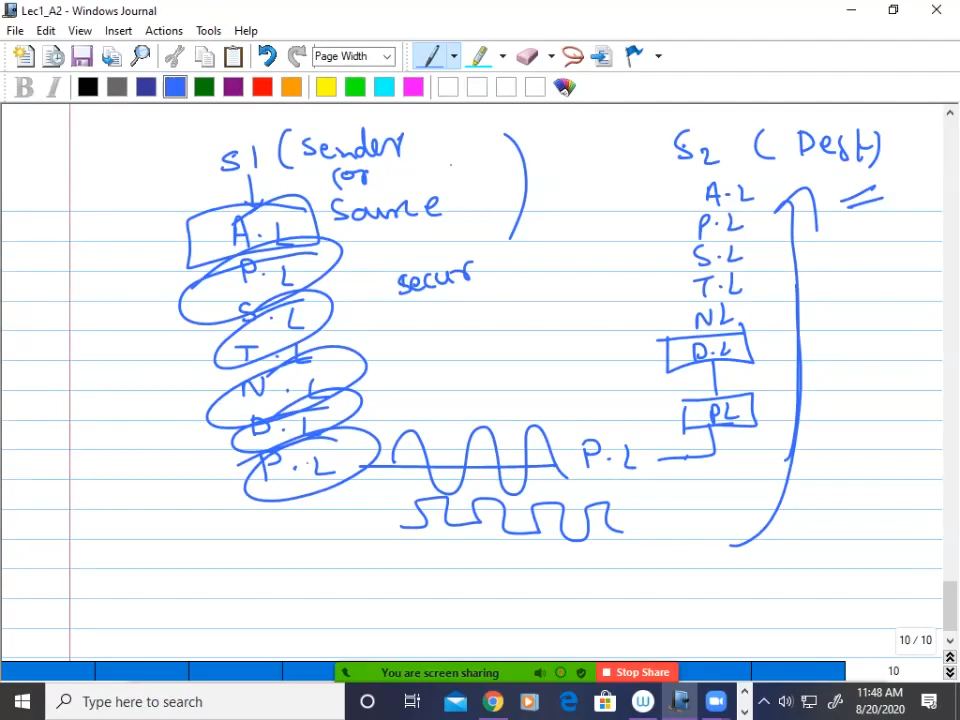 Lec1_A2 - Windows Journal
File Edit View Insert Actions Tools Help
Page Width
B I
S1 (Sender
(or
Source )
A.L
P.L
S.L
T.L
N.L
D.L
P.L
secur
P.L
S2 ( Dest)
A.L
P.L
S.L
T.L
NL
D.L
PL
10 / 10
10
You are screen sharing Stop Share
Type here to search
11:48 AM
8/20/2020